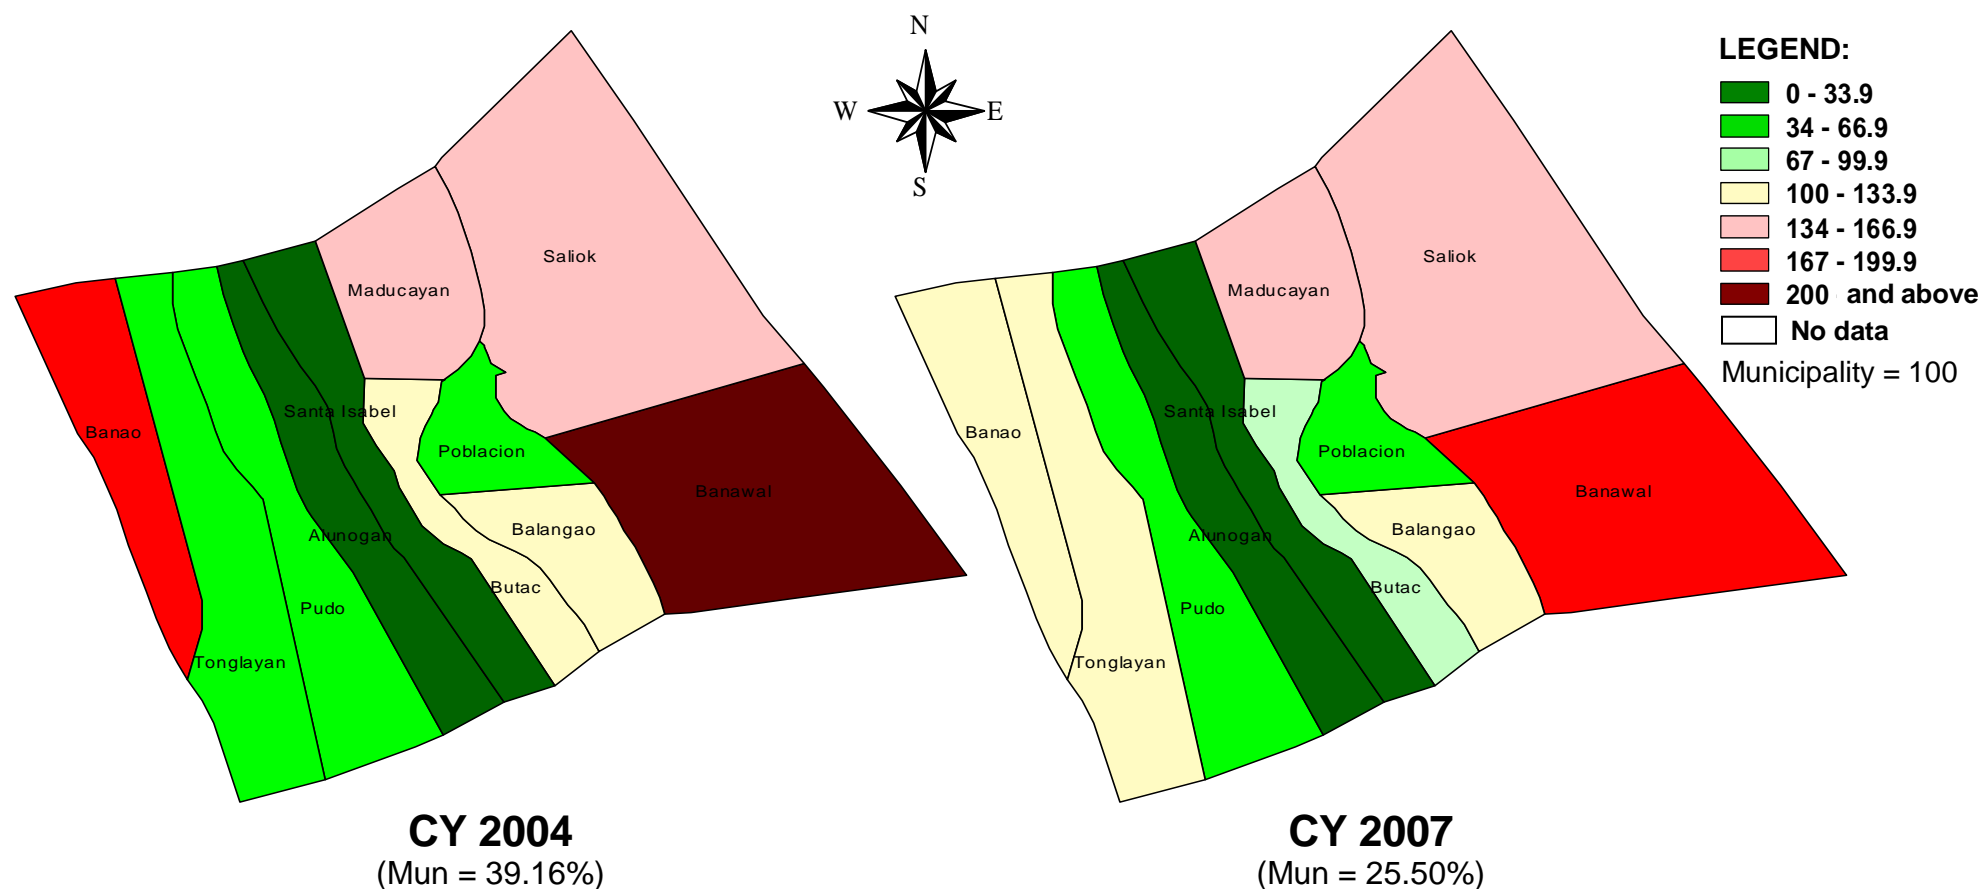 N
W
E
S
LEGEND:
0 - 33.9
34 - 66.9
67 - 99.9
100 - 133.9
134 - 166.9
167 - 199.9
200 and above
No data
Municipality = 100
Saliok
Maducayan
Santa Isabel
Banao
Poblacion
Banawal
Balangao
Alunogan
Butac
Pudo
Tonglayan
CY 2004
(Mun = 39.16%)
Saliok
Maducayan
Santa Isabel
Banao
Poblacion
Banawal
Balangao
Alunogan
Butac
Pudo
Tonglayan
CY 2007
(Mun = 25.50%)